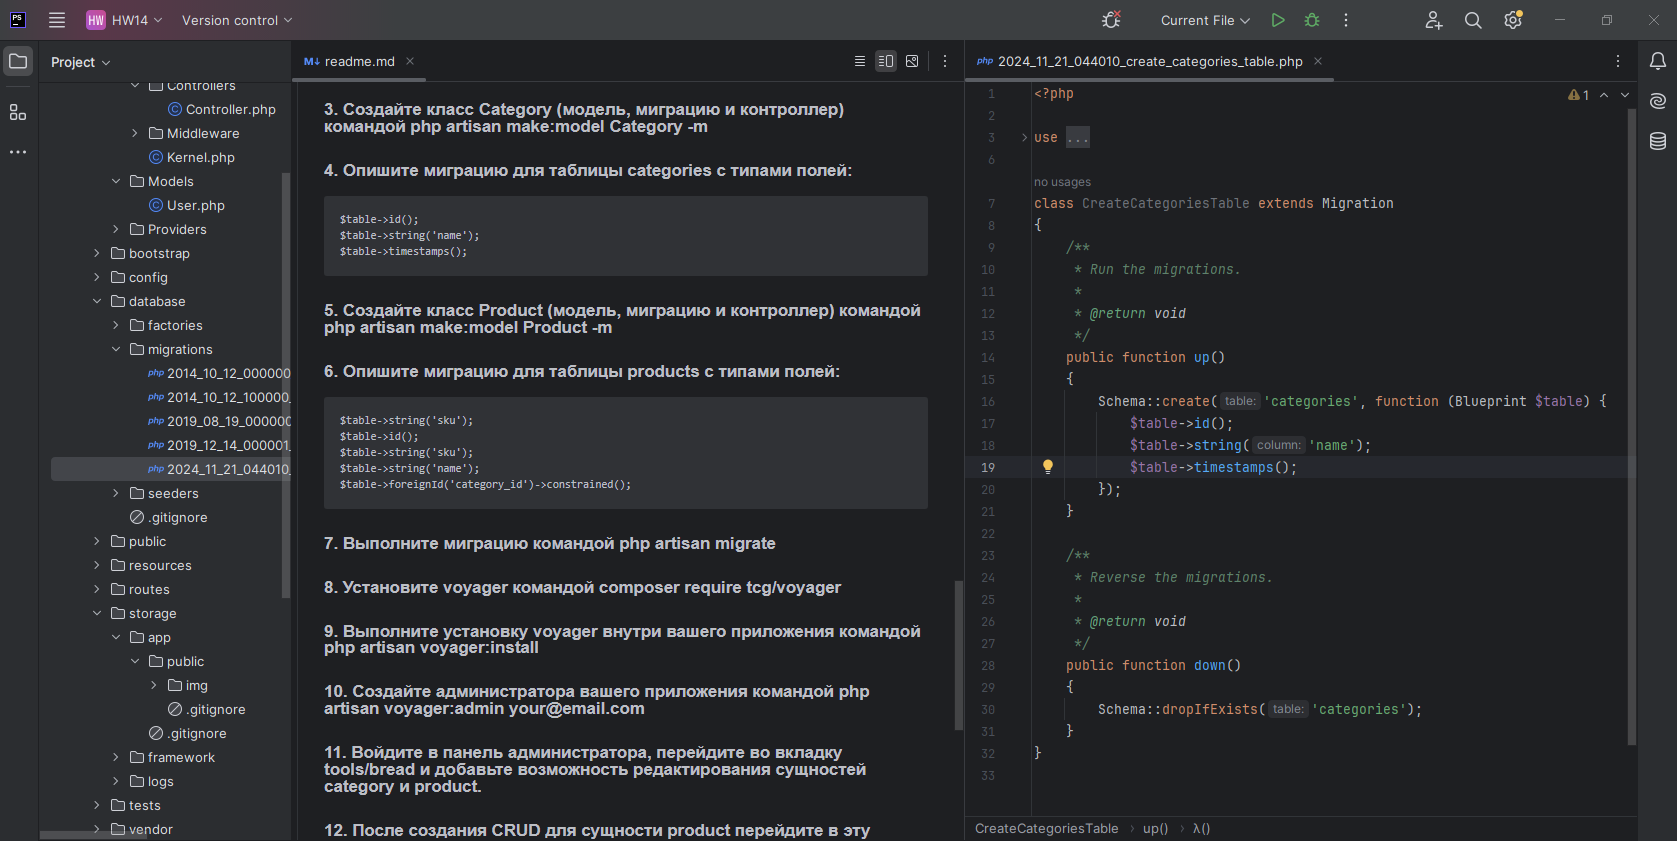 PS
HW HW14
Version control
Current File
Project
Controllers
Controller.php
Middleware
Kernel.php
Models
User.php
Providers
bootstrap
config
database
factories
migrations
php 2014_10_12_000000
php 2014_10_12_100000_
php 2019_08_19_000000
php 2019_12_14_000001_
php 2024_11_21_044010_
seeders
.gitignore
public
resources
routes
storage
app
public
img
.gitignore
.gitignore
framework
logs
tests
vendor
M↓ readme.md
3. Создайте класс Category (модель, миграцию и контроллер)
командой php artisan make:model Category -m
4. Опишите миграцию для таблицы categories с типами полей:
$table->id();
$table->string('name');
$table->timestamps();
5. Создайте класс Product (модель, миграцию и контроллер) командой
php artisan make:model Product -m
6. Опишите миграцию для таблицы products с типами полей:
$table->string('sku');
$table->id();
$table->string('sku');
$table->string('name');
$table->foreignId('category_id')->constrained();
7. Выполните миграцию командой php artisan migrate
8. Установите voyager командой composer require tcg/voyager
9. Выполните установку voyager внутри вашего приложения командой
php artisan voyager:install
10. Создайте администратора вашего приложения командой php
artisan voyager:admin your@email.com
11. Войдите в панель администратора, перейдите во вкладку
tools/bread и добавьте возможность редактирования сущностей
category и product.
12. После создания CRUD для сущности product перейдите в эту
php 2024_11_21_044010_create_categories_table.php
1
1 <?php
2
3 use ...
6
no usages
7 class CreateCategoriesTable extends Migration
8 {
9 /**
10 * Run the migrations.
11 *
12 * @return void
13 */
14 public function up()
15 {
16 Schema::create( table: 'categories', function (Blueprint $table) {
17 $table->id();
18 $table->string( column: 'name');
19 $table->timestamps();
20 });
21 }
22
23 /**
24 * Reverse the migrations.
25 *
26 * @return void
27 */
28 public function down()
29 {
30 Schema::dropIfExists( table: 'categories');
31 }
32 }
33
CreateCategoriesTable › up() › λ()